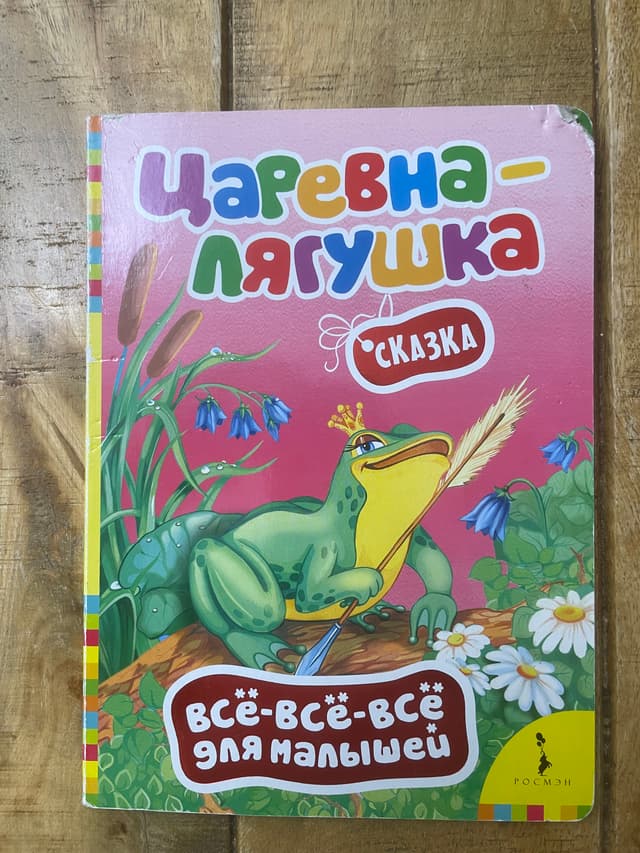 Царевна-
лягушка
Сказка
Всё-всё-всё
для малышей
РОСМЭН